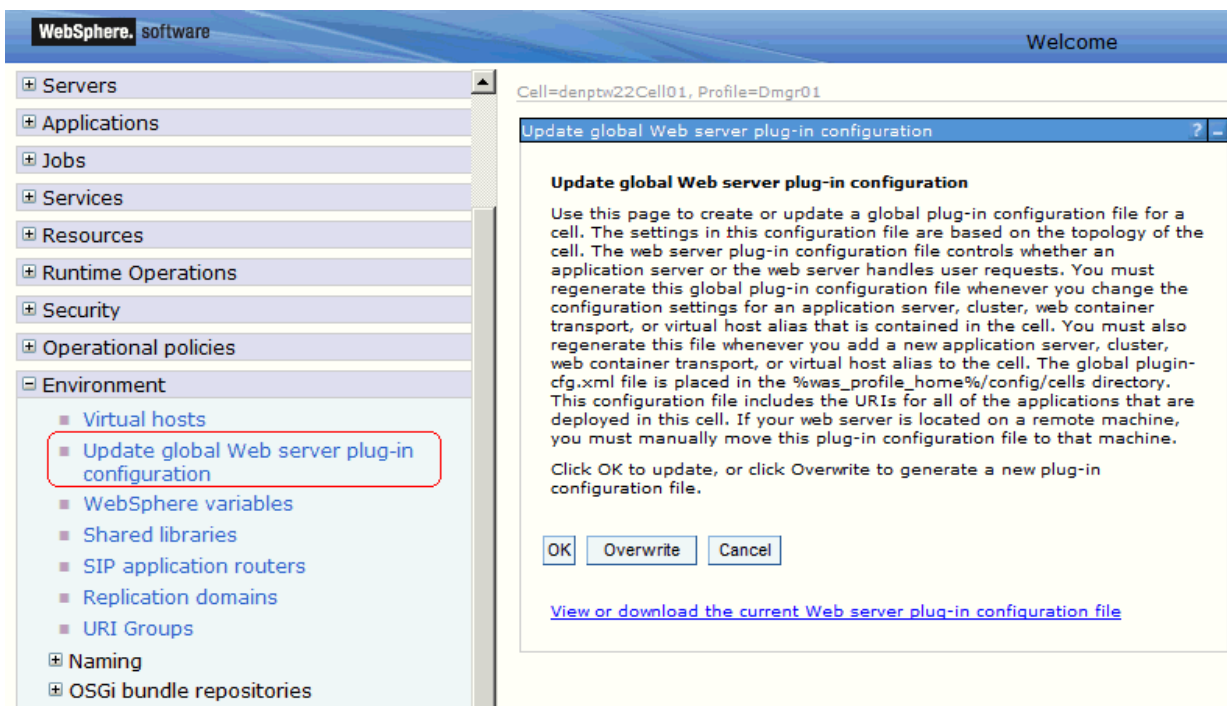 WebSphere. software
Welcome
Servers
Applications
Jobs
Services
Resources
Runtime Operations
Security
Operational policies
Environment
Virtual hosts
Update global Web server plug-in
configuration
WebSphere variables
Shared libraries
SIP application routers
Replication domains
URI Groups
Naming
OSGi bundle repositories
Cell=denptw22Cell01, Profile=Dmgr01
Update global Web server plug-in configuration ? -
Update global Web server plug-in configuration
Use this page to create or update a global plug-in configuration file for a
cell. The settings in this configuration file are based on the topology of the
cell. The web server plug-in configuration file controls whether an
application server or the web server handles user requests. You must
regenerate this global plug-in configuration file whenever you change the
configuration settings for an application server, cluster, web container
transport, or virtual host alias that is contained in the cell. You must also
regenerate this file whenever you add a new application server, cluster,
web container transport, or virtual host alias to the cell. The global plugin-
cfg.xml file is placed in the %was_profile_home%/config/cells directory.
This configuration file includes the URIs for all of the applications that are
deployed in this cell. If your web server is located on a remote machine,
you must manually move this plug-in configuration file to that machine.
Click OK to update, or click Overwrite to generate a new plug-in
configuration file.
OK Overwrite Cancel
View or download the current Web server plug-in configuration file